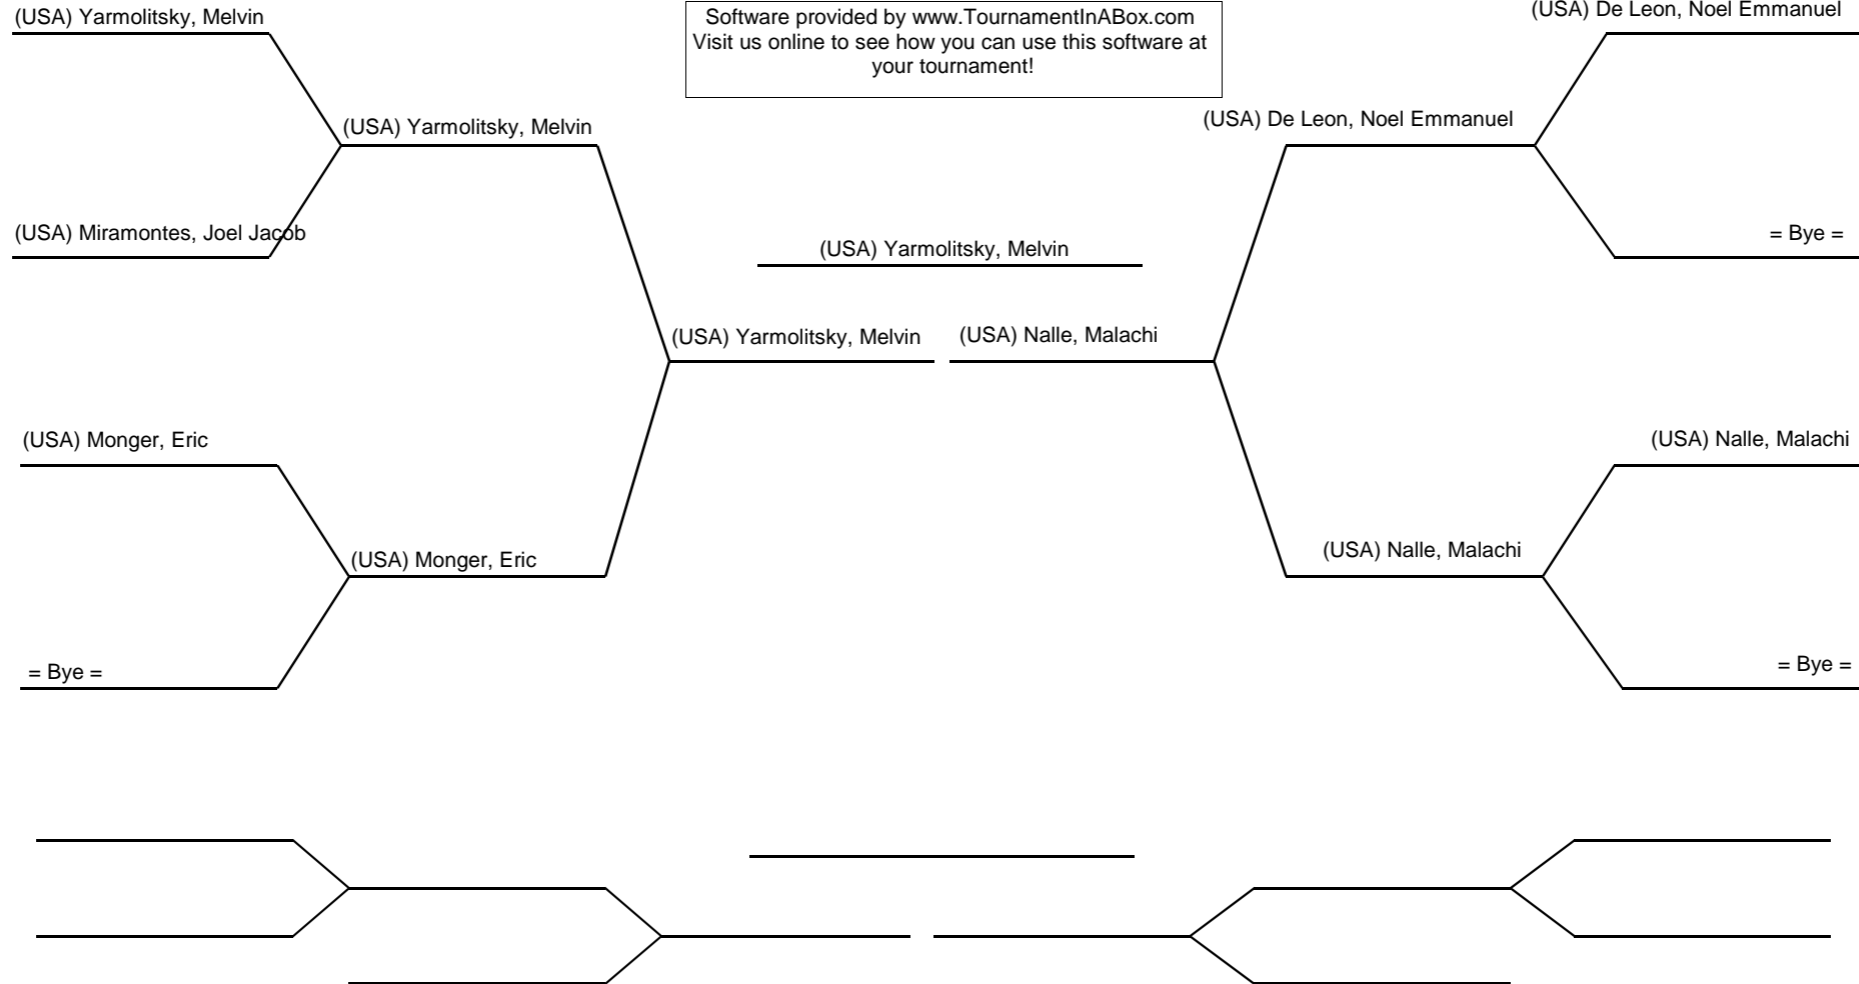 (USA) Yarmolitsky, Melvin
Software provided by www.TournamentInABox.com
Visit us online to see how you can use this software at
your tournament!
(USA) De Leon, Noel Emmanuel
(USA) Yarmolitsky, Melvin
(USA) De Leon, Noel Emmanuel
(USA) Miramontes, Joel Jacob
(USA) Yarmolitsky, Melvin
= Bye =
(USA) Yarmolitsky, Melvin
(USA) Nalle, Malachi
(USA) Monger, Eric
(USA) Nalle, Malachi
(USA) Monger, Eric
(USA) Nalle, Malachi
= Bye =
= Bye =